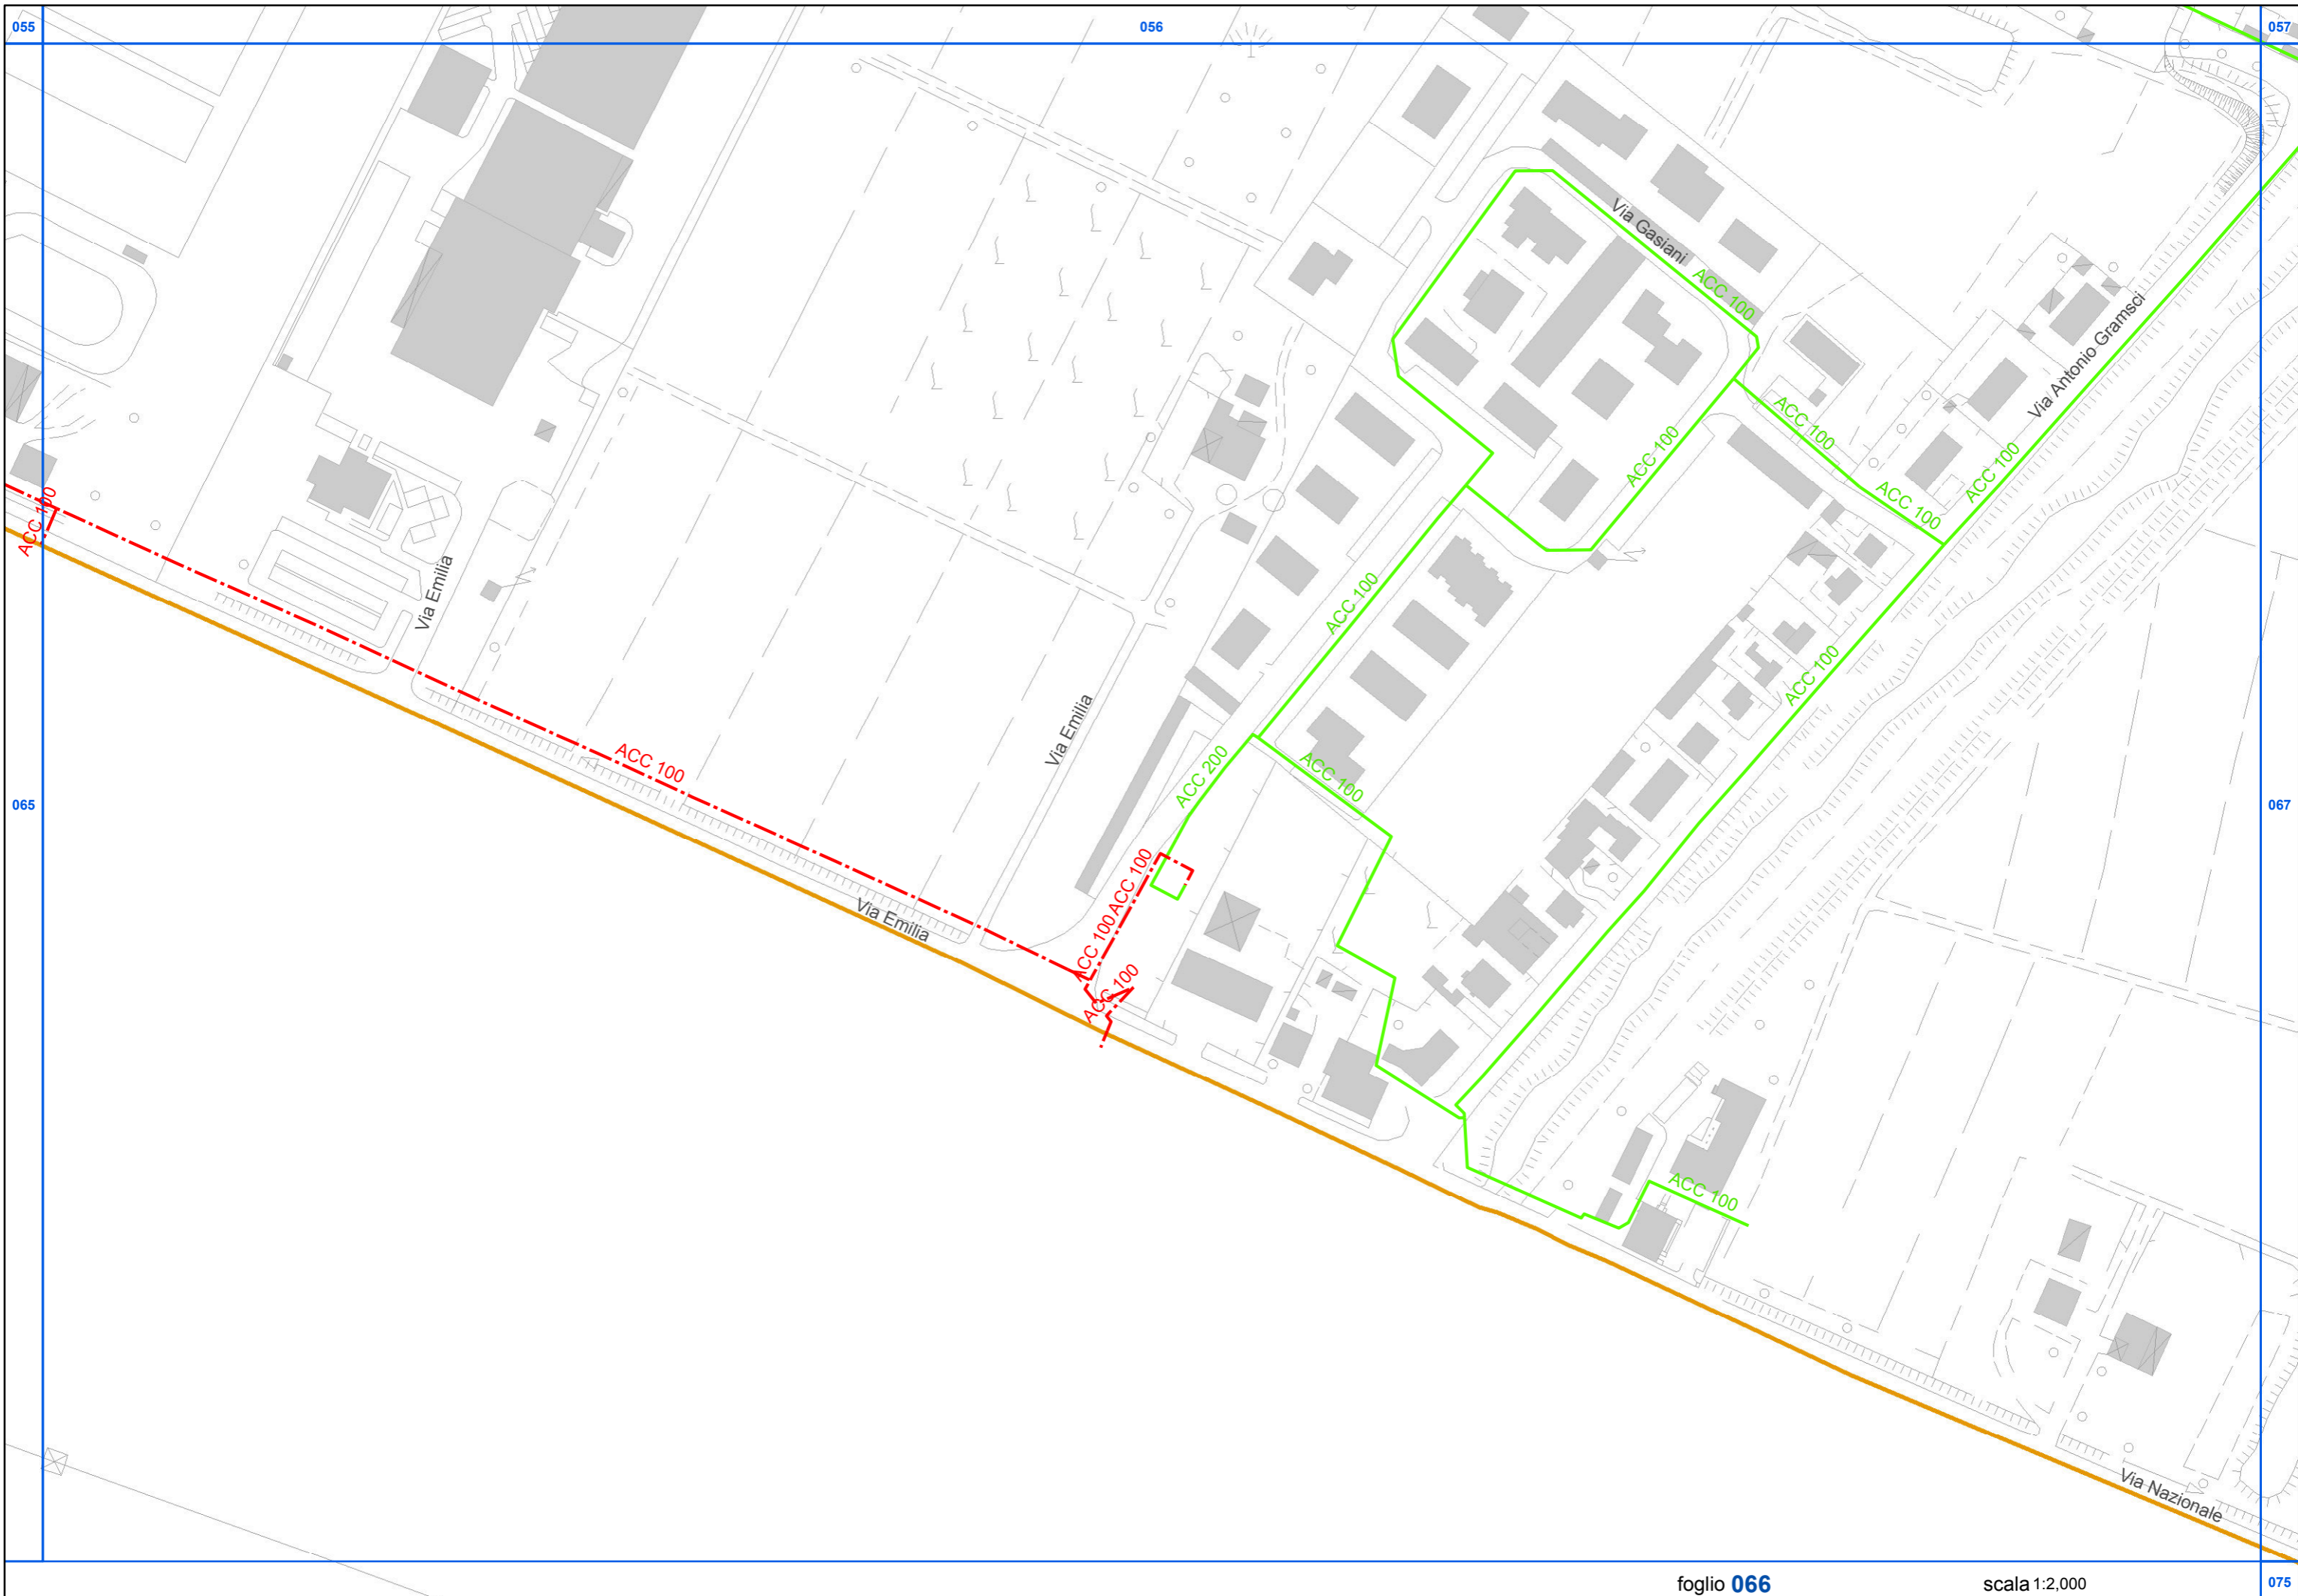 055
056
057
Via Gasiani
ACC 100
Via Antonio Gramsci
ACC 100
ACC 100
ACC 100
ACC 100
ACC 100
ACC 100
Via Emilia
ACC 100
ACC 100
Via Emilia
ACC 100
ACC 200
ACC 100
065
067
ACC 100
Via Emilia
ACC 100
ACC 100
ACC 100
Via Nazionale
foglio 066
scala 1:2,000
075